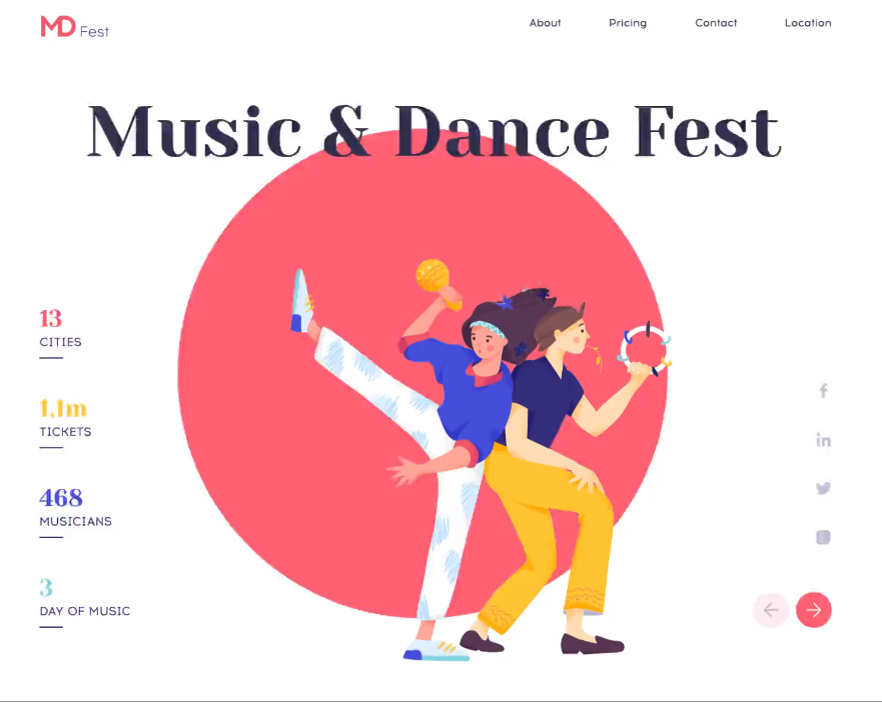 MD Fest
About Pricing Contact Location
Music & Dance Fest
13
CITIES
1,1m
TICKETS
468
MUSICIANS
3
DAY OF MUSIC